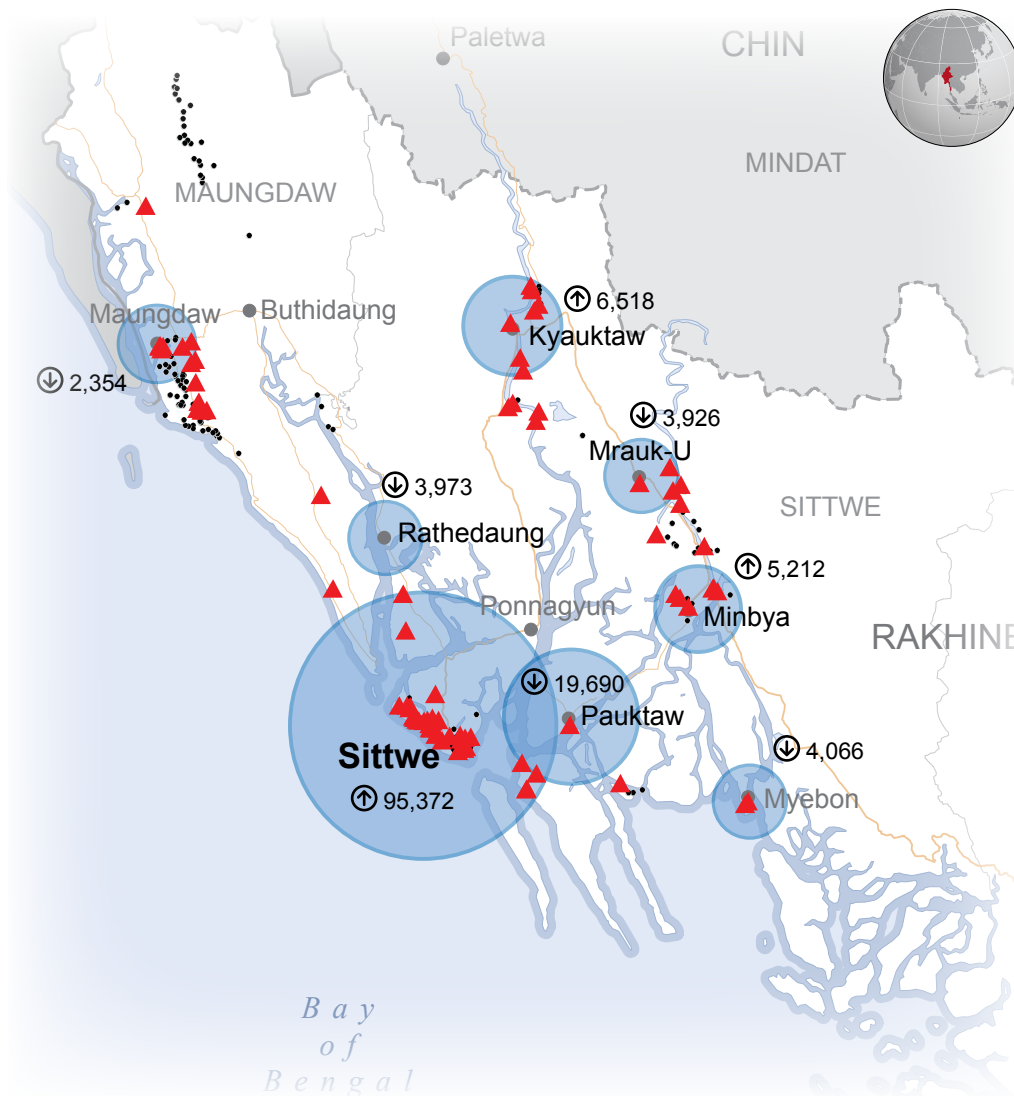 Paletwa
CHIN
MINDAT
MAUNGDAW
Maungdaw
Buthidaung
6,518
Kyauktaw
2,354
3,926
Mrauk-U
3,973
SITTWE
Rathedaung
5,212
Ponnagyun
Minbya
RAKHINE
19,690
Pauktaw
Sittwe
4,066
95,372
Myebon
Bay
of
Bengal